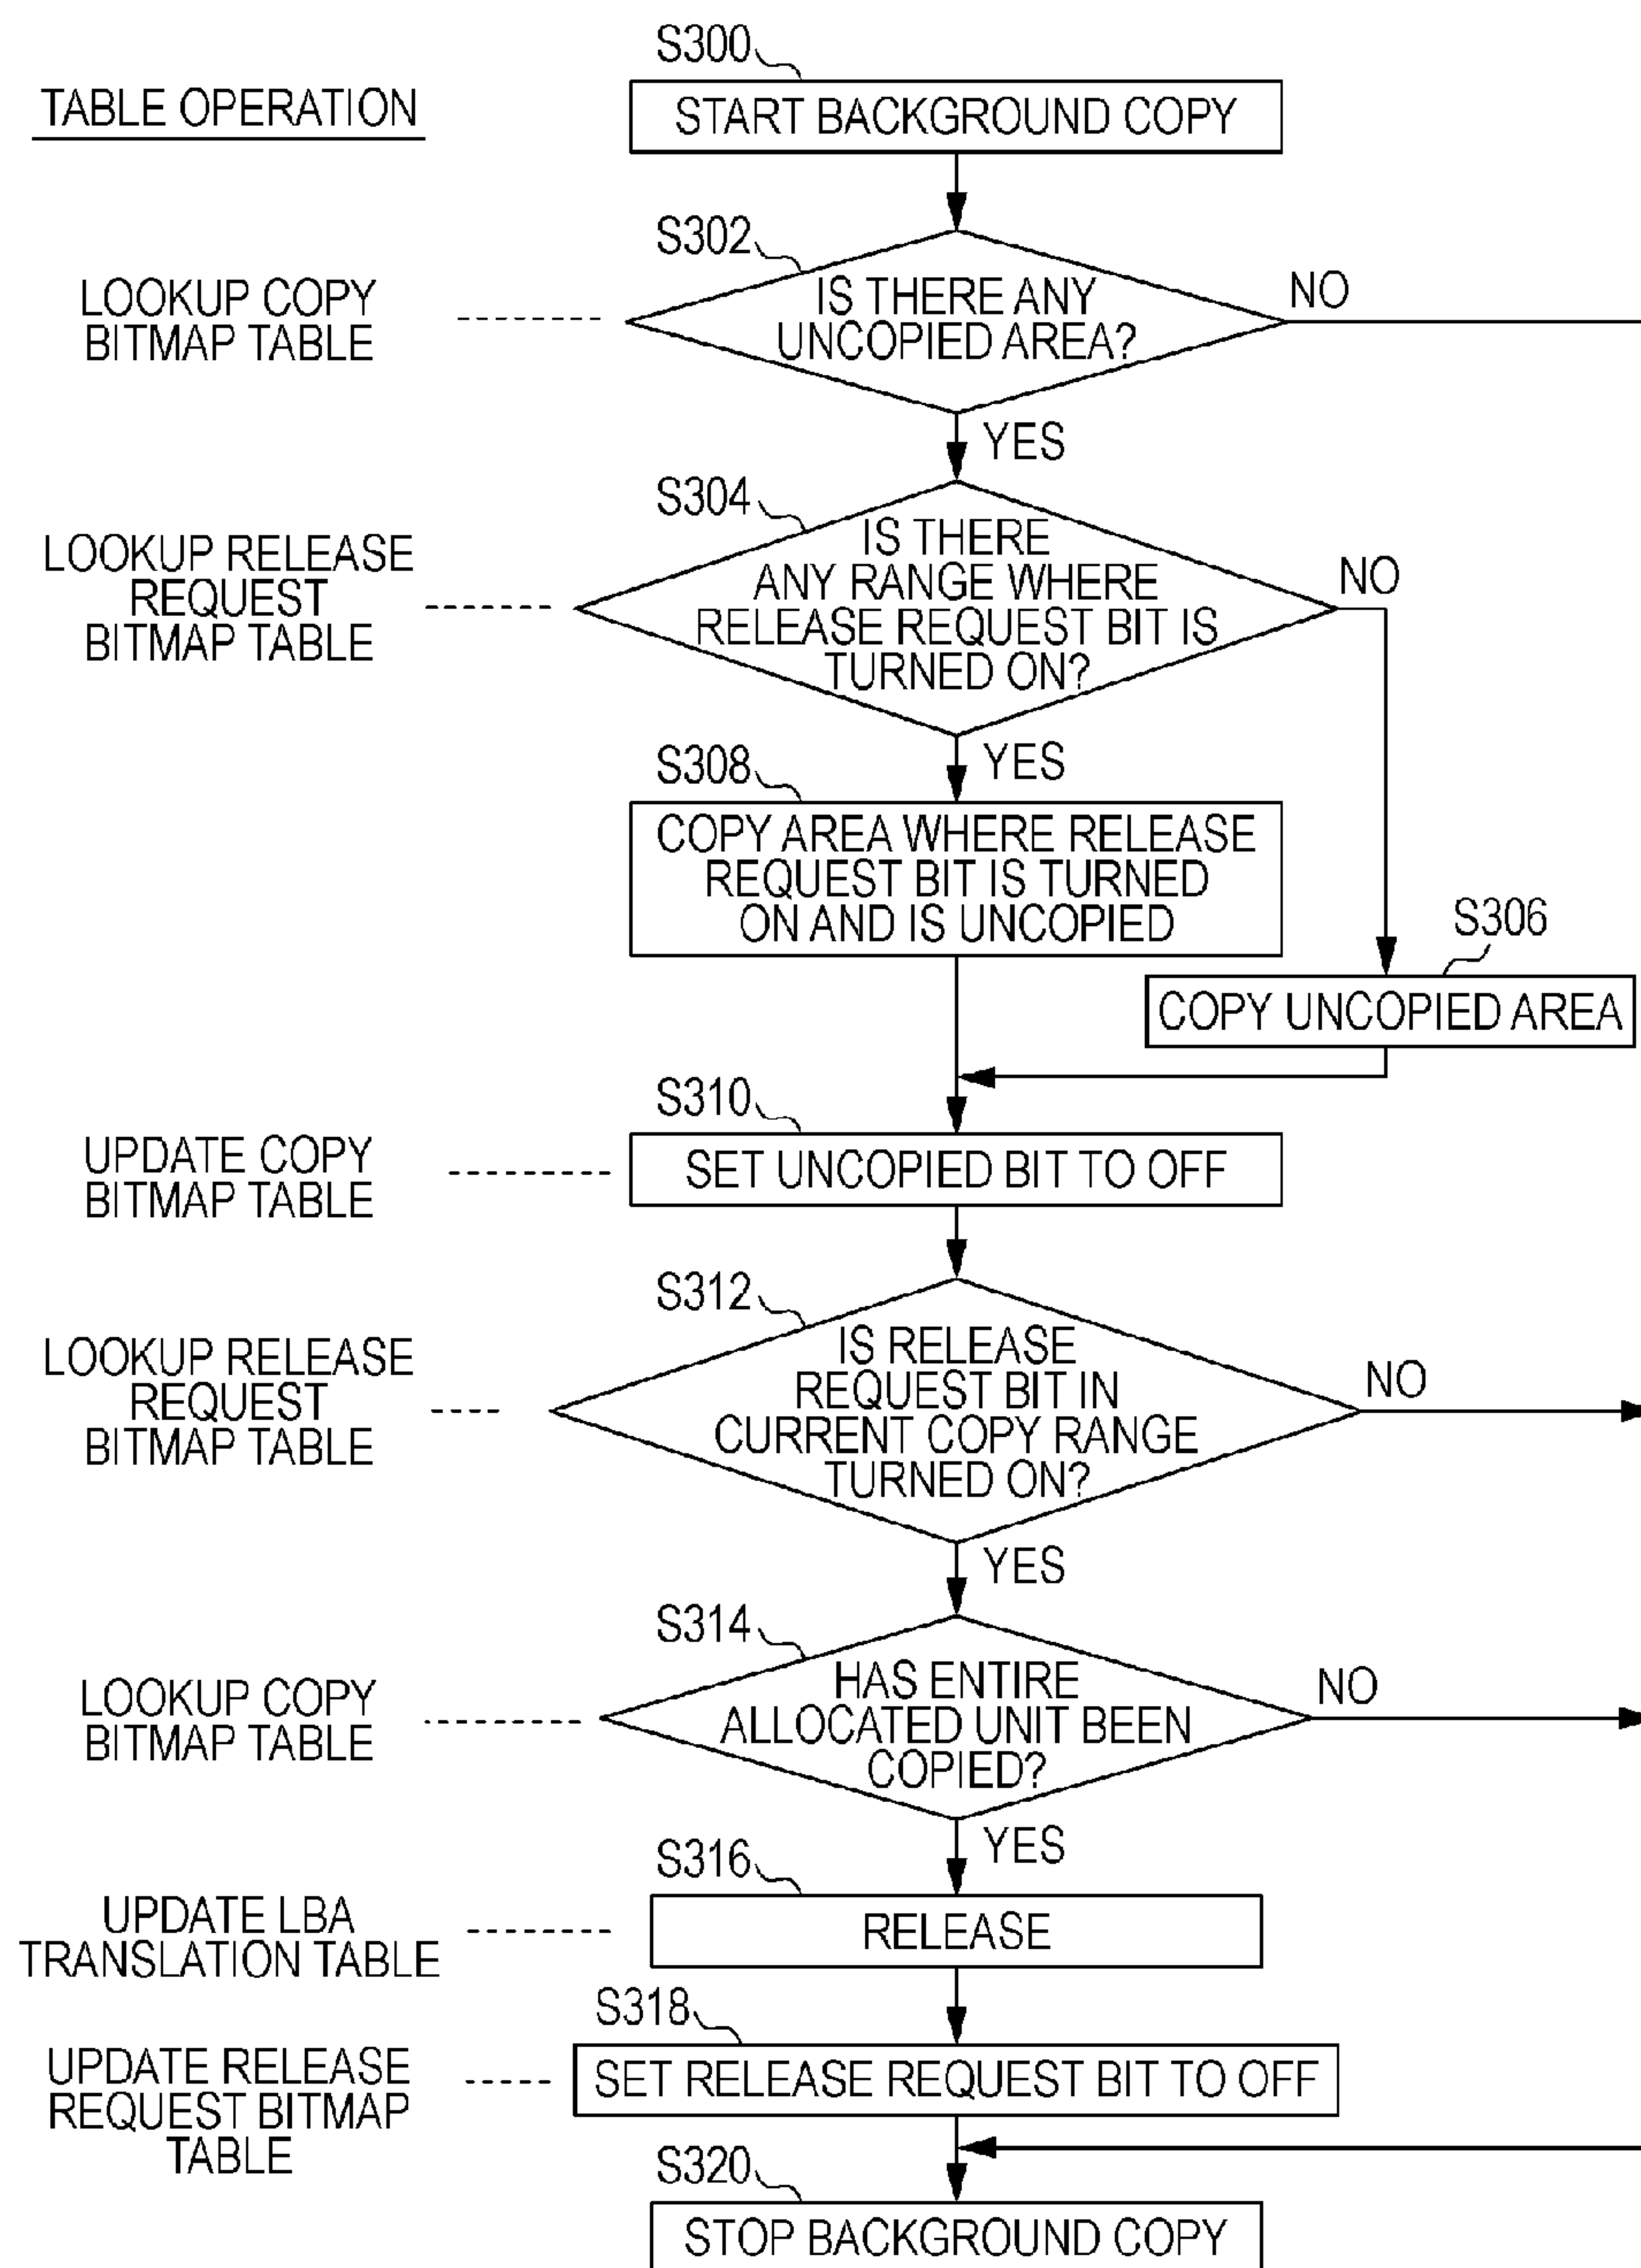 S300
TABLE OPERATION
START BACKGROUND COPY
S302
LOOKUP COPY
BITMAP TABLE
IS THERE ANY
UNCOPIED AREA?
NO
YES
S304
LOOKUP RELEASE
REQUEST
BITMAP TABLE
IS THERE
ANY RANGE WHERE
RELEASE REQUEST BIT IS
TURNED ON?
NO
YES
S308
COPY AREA WHERE RELEASE
REQUEST BIT IS TURNED
ON AND IS UNCOPIED
S306
COPY UNCOPIED AREA
S310
UPDATE COPY
BITMAP TABLE
SET UNCOPIED BIT TO OFF
S312
LOOKUP RELEASE
REQUEST
BITMAP TABLE
IS RELEASE
REQUEST BIT IN
CURRENT COPY RANGE
TURNED ON?
NO
YES
S314
LOOKUP COPY
BITMAP TABLE
HAS ENTIRE
ALLOCATED UNIT BEEN
COPIED?
NO
YES
S316
UPDATE LBA
TRANSLATION TABLE
RELEASE
S318
UPDATE RELEASE
REQUEST BITMAP
TABLE
SET RELEASE REQUEST BIT TO OFF
S320
STOP BACKGROUND COPY